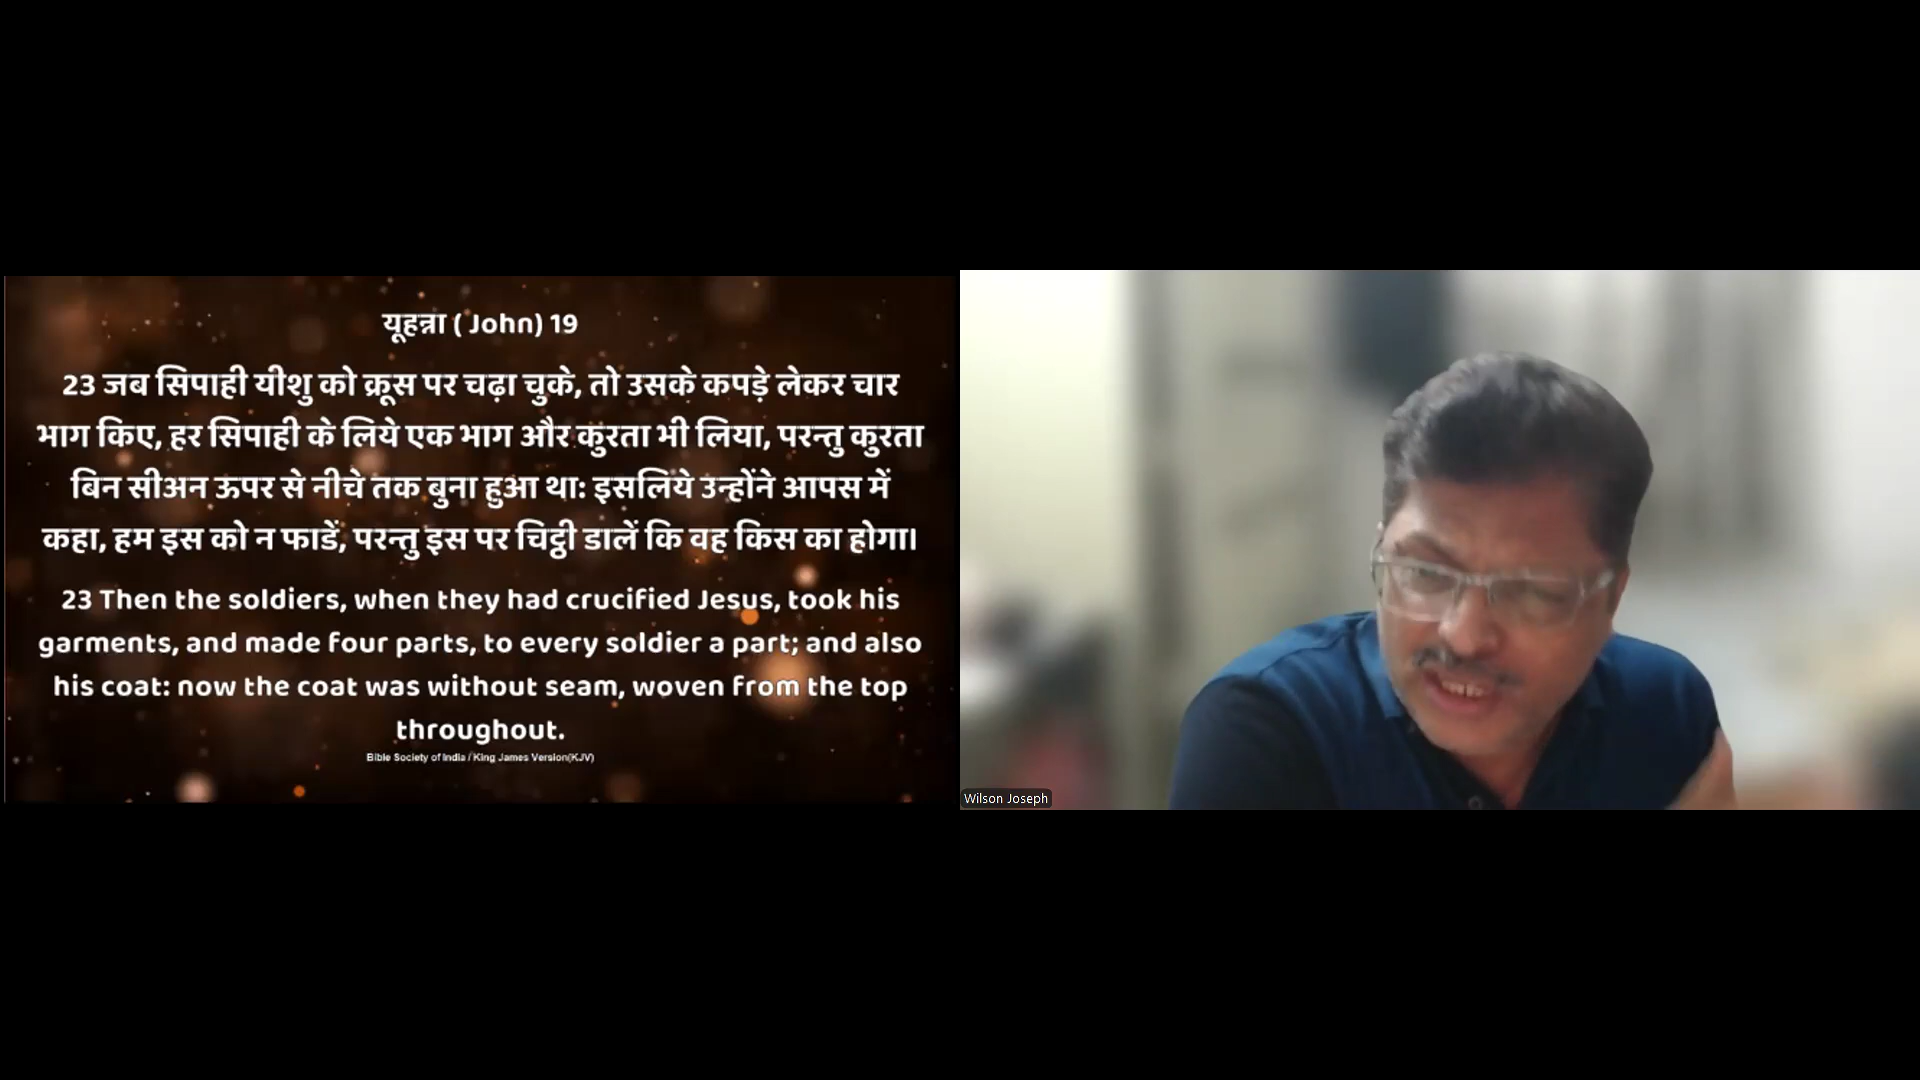 यूहन्ना ( John) 19
23 जब सिपाही यीशु को क्रूस पर चढ़ा चुके, तो उसके कपड़े लेकर चार
भाग किए, हर सिपाही के लिये एक भाग और कुरता भी लिया, परन्तु कुरता
बिन सीअन ऊपर से नीचे तक बुना हुआ था: इसलिये उन्होंने आपस में
कहा, हम इस को न फाडें, परन्तु इस पर चिट्ठी डालें कि वह किस का होगा।
23 Then the soldiers, when they had crucified Jesus, took his
garments, and made four parts, to every soldier a part; and also
his coat: now the coat was without seam, woven from the top
throughout.
Bible Society of India / King James Version(KJV)
Wilson Joseph